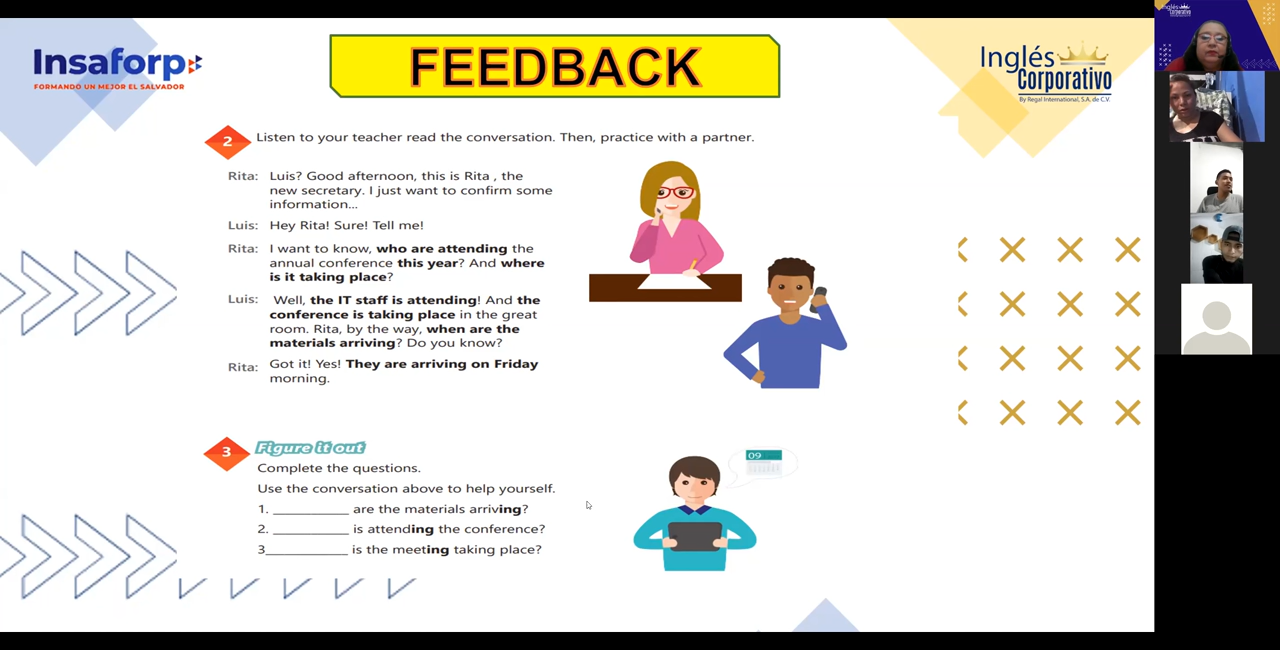 Insaforp
FORMANDO UN MEJOR EL SALVADOR
FEEDBACK
Inglés
Corporativo
By Regal International, S.A. de C.V.
2
Listen to your teacher read the conversation. Then, practice with a partner.
Rita: Luis? Good afternoon, this is Rita , the
new secretary. I just want to confirm some
information...
Luis: Hey Rita! Sure! Tell me!
Rita: I want to know, who are attending the
annual conference this year? And where
is it taking place?
Luis: Well, the IT staff is attending! And the
conference is taking place in the great
room. Rita, by the way, when are the
materials arriving? Do you know?
Rita: Got it! Yes! They are arriving on Friday
morning.
3
Figure it out
Complete the questions.
Use the conversation above to help yourself.
1. __________ are the materials arriving?
2. __________ is attending the conference?
3___________ is the meeting taking place?
09
Inglés
Corporativo